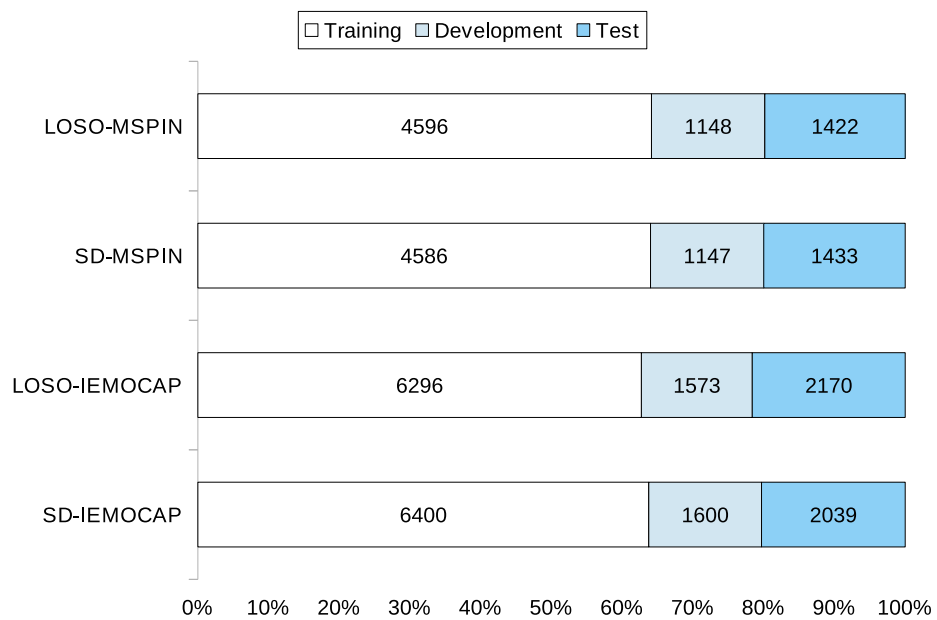 Training Development Test
LOSO-MSPIN 4596 1148 1422
SD-MSPIN 4586 1147 1433
LOSO-IEMOCAP 6296 1573 2170
SD-IEMOCAP 6400 1600 2039
0% 10% 20% 30% 40% 50% 60% 70% 80% 90% 100%